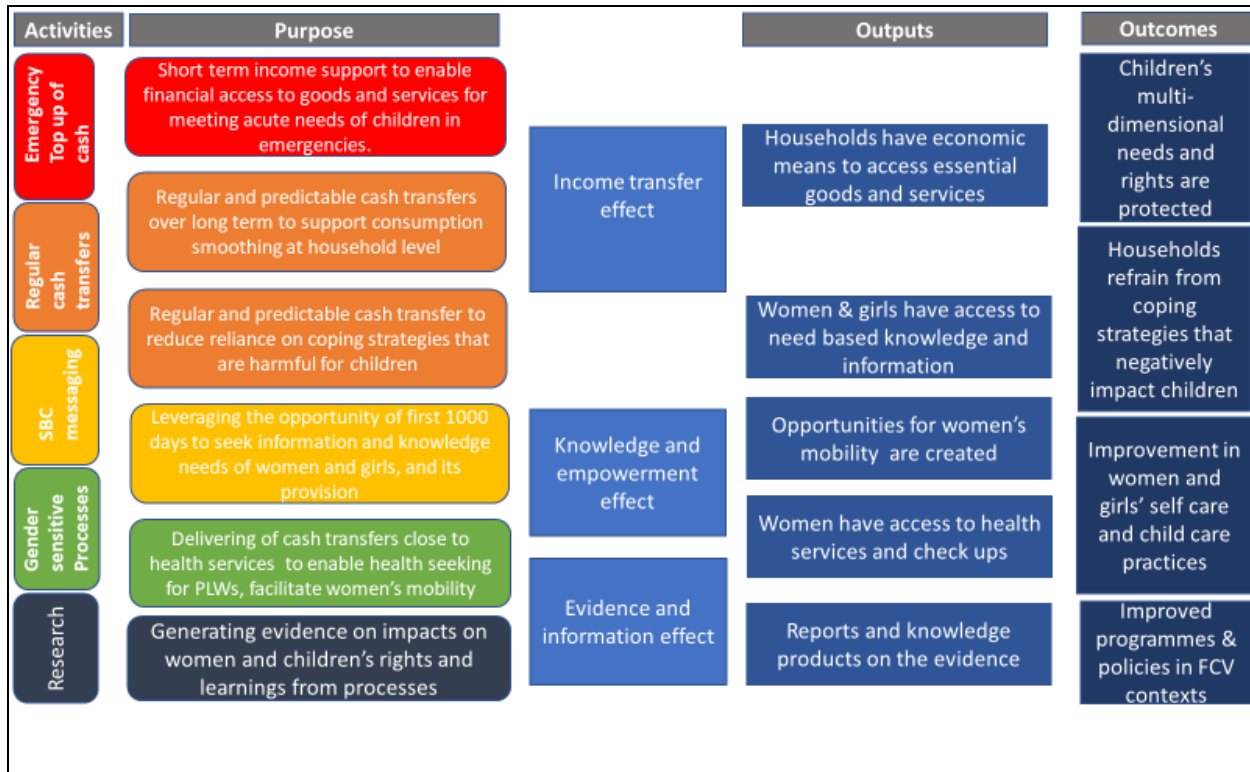 Activities
Purpose
Outputs
Outcomes
Emergency
Top up of
cash
Regular
cash
transfers
SBC
messaging
Gender
sensitive
Processes
Research
Short term income support to enable
financial access to goods and services for
meeting acute needs of children in
emergencies.
Regular and predictable cash transfers
over long term to support consumption
smoothing at household level
Regular and predictable cash transfer to
reduce reliance on coping strategies that
are harmful for children
Leveraging the opportunity of first 1000
days to seek information and knowledge
needs of women and girls, and its
provision
Delivering of cash transfers close to
health services to enable health seeking
for PLWs, facilitate women's mobility
Generating evidence on impacts on
women and children's rights and
learnings from processes
Income transfer
effect
Knowledge and
empowerment
effect
Evidence and
information effect
Households have economic
means to access essential
goods and services
Women & girls have access to
need based knowledge and
information
Opportunities for women's
mobility are created
Women have access to health
services and check ups
Reports and knowledge
products on the evidence
Children's
multi-
dimensional
needs and
rights are
protected
Households
refrain from
coping
strategies that
negatively
impact children
Improvement in
women and
girls' self care
and child care
practices
Improved
programmes &
policies in FCV
contexts